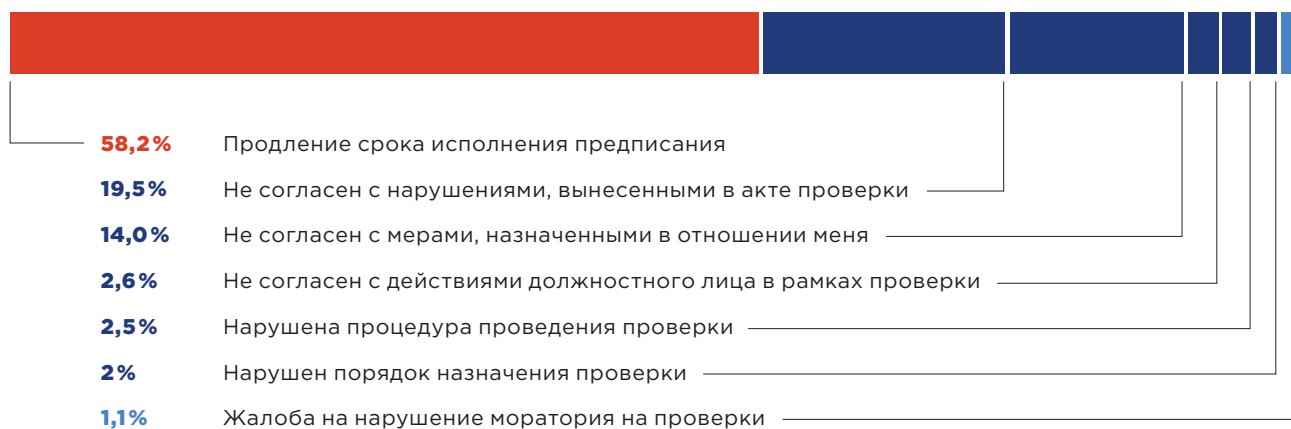 58,2% Продление срока исполнения предписания
19,5% Не согласен с нарушениями, вынесенными в акте проверки
14,0% Не согласен с мерами, назначенными в отношении меня
2,6% Не согласен с действиями должностного лица в рамках проверки
2,5% Нарушена процедура проведения проверки
2% Нарушен порядок назначения проверки
1,1% Жалоба на нарушение моратория на проверки